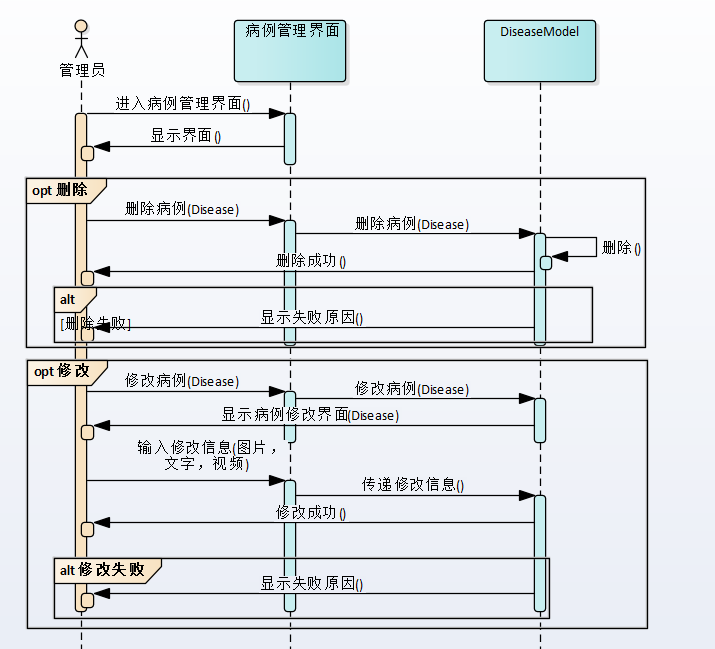 病例管理界面
DiseaseModel
管理员
进入病例管理界面()
显示界面()
opt 删除
删除病例(Disease)
删除病例(Disease)
删除()
删除成功()
alt
[删除失败]
显示失败原因()
opt 修改
修改病例(Disease)
修改病例(Disease)
显示病例修改界面(Disease)
输入修改信息(图片，
文字，视频)
传递修改信息()
修改成功()
alt 修改失败
显示失败原因()